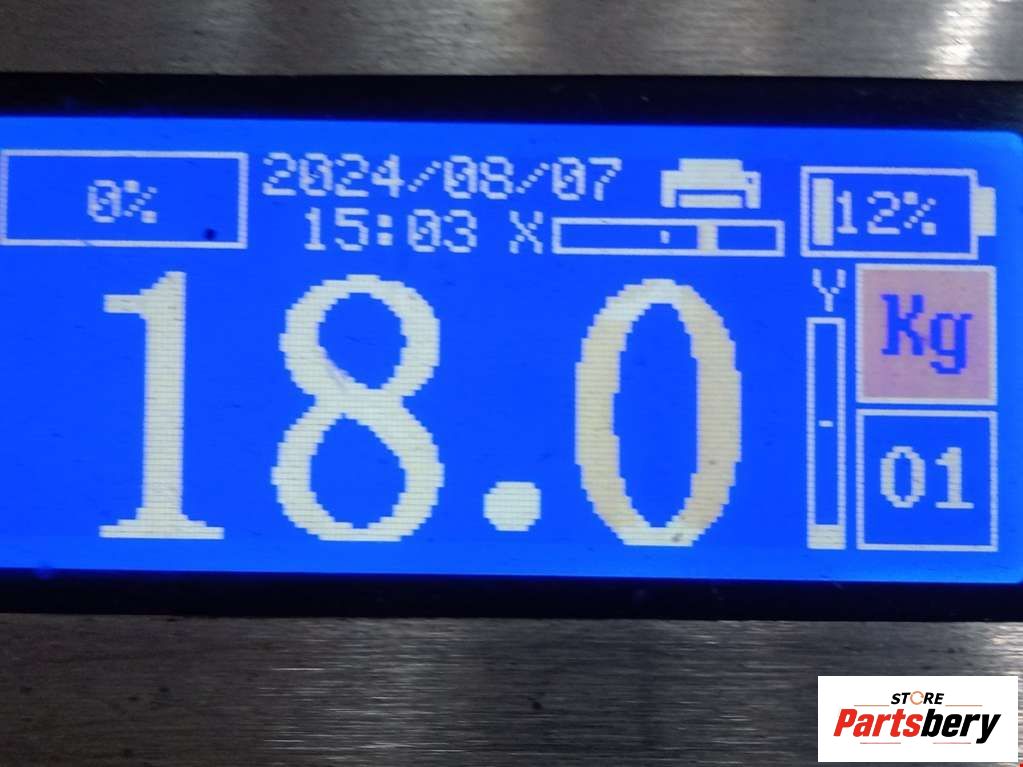 0%
2024/08/07
15:03 X
12%
18.0
Y
Kg
01
STORE
Partsbery